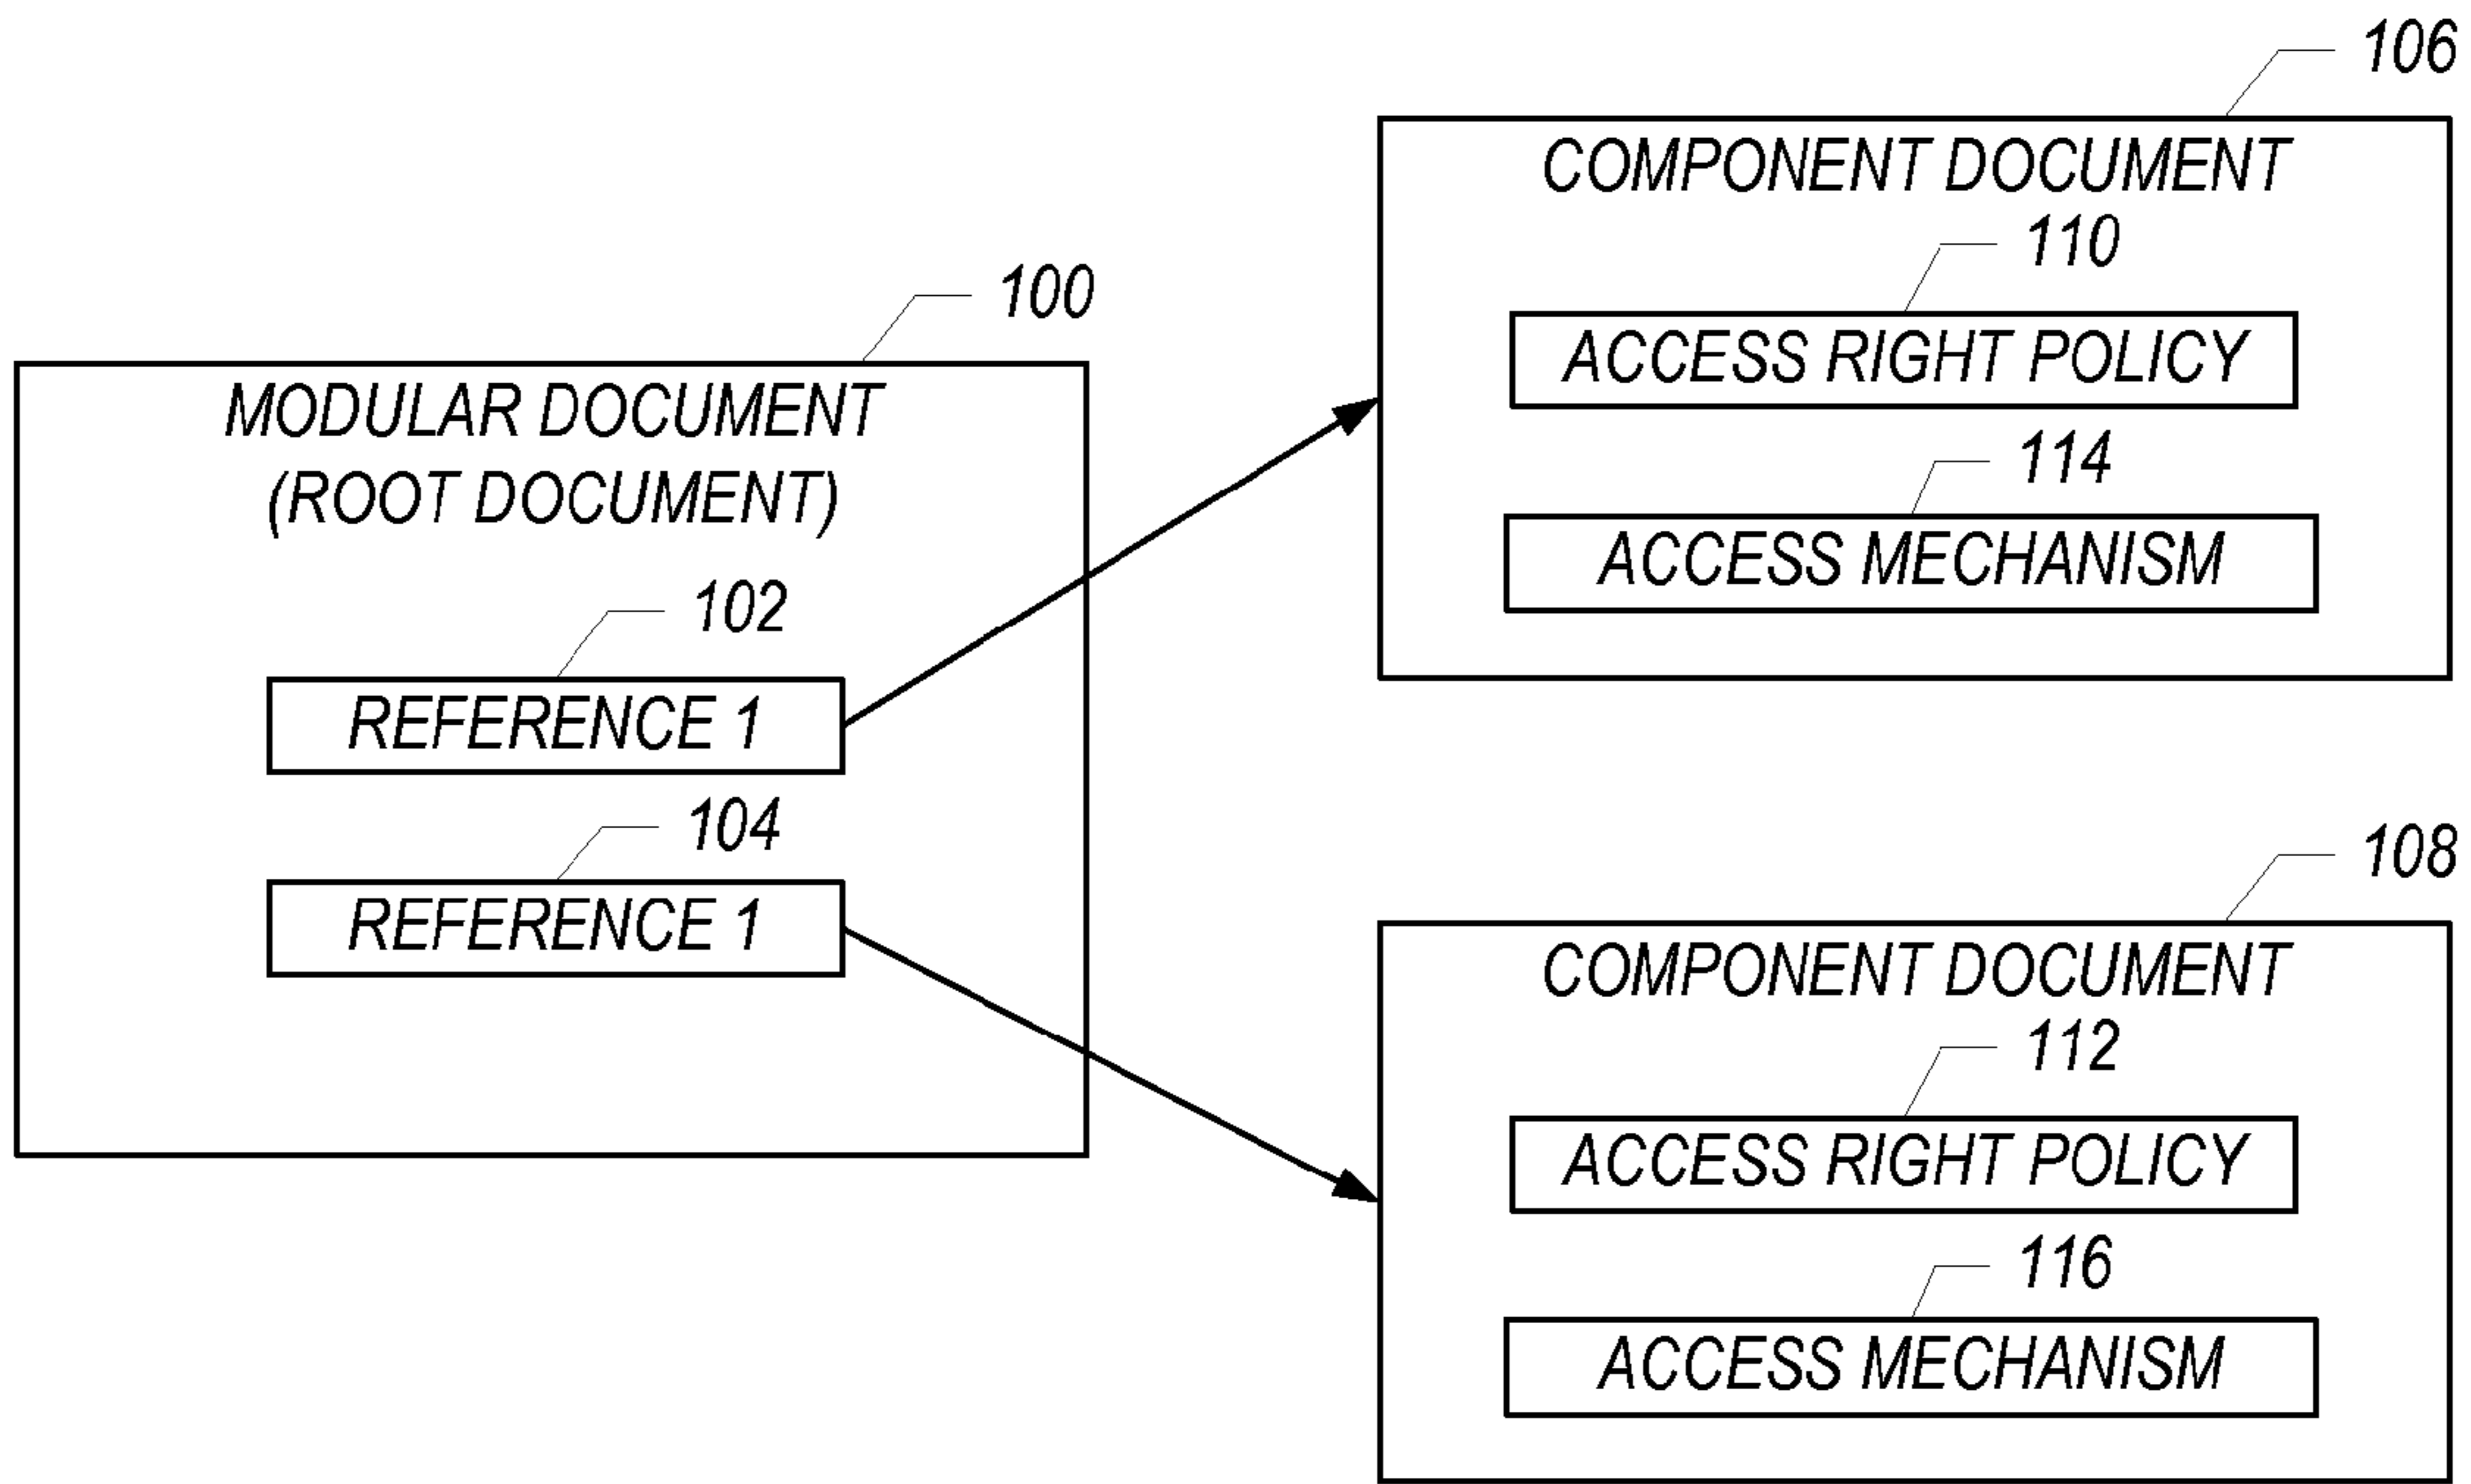 100
MODULAR DOCUMENT
(ROOT DOCUMENT)
102
REFERENCE 1
104
REFERENCE 1
106
COMPONENT DOCUMENT
110
ACCESS RIGHT POLICY
114
ACCESS MECHANISM
108
COMPONENT DOCUMENT
112
ACCESS RIGHT POLICY
116
ACCESS MECHANISM